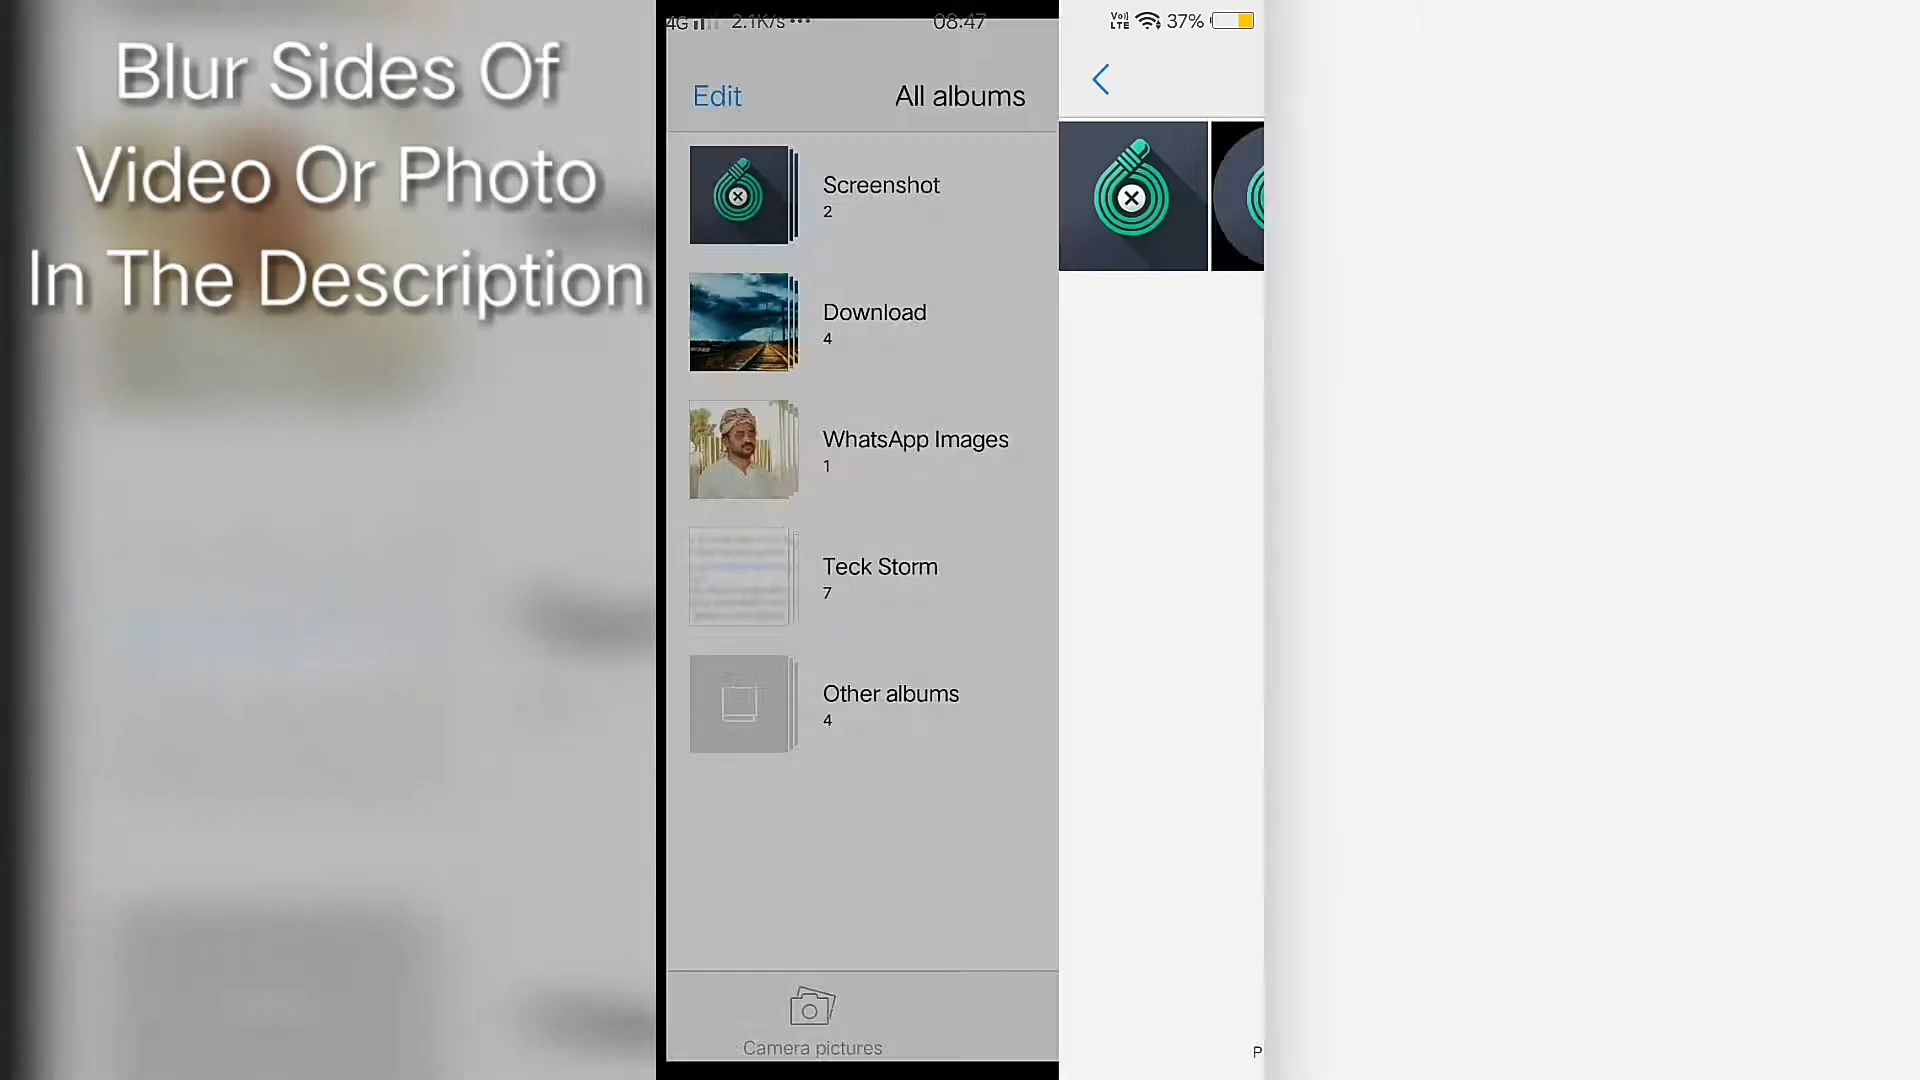 Blur Sides Of
Video Or Photo
In The Description
4G 2.1K/s ... 08:47
VoLTE 37%
Edit All albums
Screenshot
2
Download
4
WhatsApp Images
1
Teck Storm
7
Other albums
4
Camera pictures
P